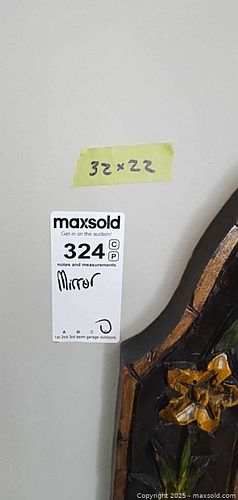 32 x 22
maxsold
Get in on the auction!
324 C
P
notes and measurements
Mirror
A B C D
1st 2nd 3rd bsmt garage outdoors
Copyright © 2025 - maxsold.com